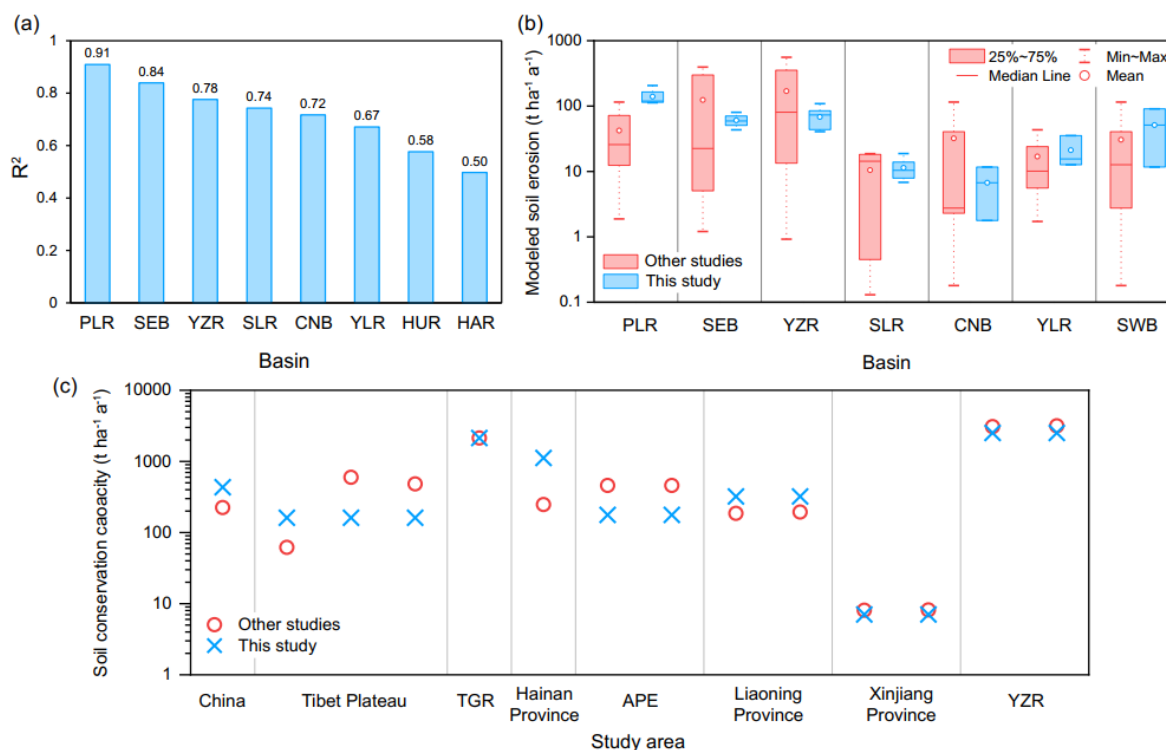 (a)
1
0.8
0.6
0.4
0.2
0
R²
0.91
0.84
0.78
0.74
0.72
0.67
0.58
0.50
PLR SEB YZR SLR CNB YLR HUR HAR
Basin
(b)
1000
100
10
1
0.1
Modeled soil erosion (t ha⁻¹ a⁻¹)
25%~75%
Min~Max
Median Line
Mean
Other studies
This study
PLR SEB YZR SLR CNB YLR SWB
Basin
(c)
10000
1000
100
10
1
Soil conservation caoacity (t ha⁻¹ a⁻¹)
Other studies
This study
China
Tibet Plateau
TGR
Hainan
Province
APE
Liaoning
Province
Xinjiang
Province
YZR
Study area